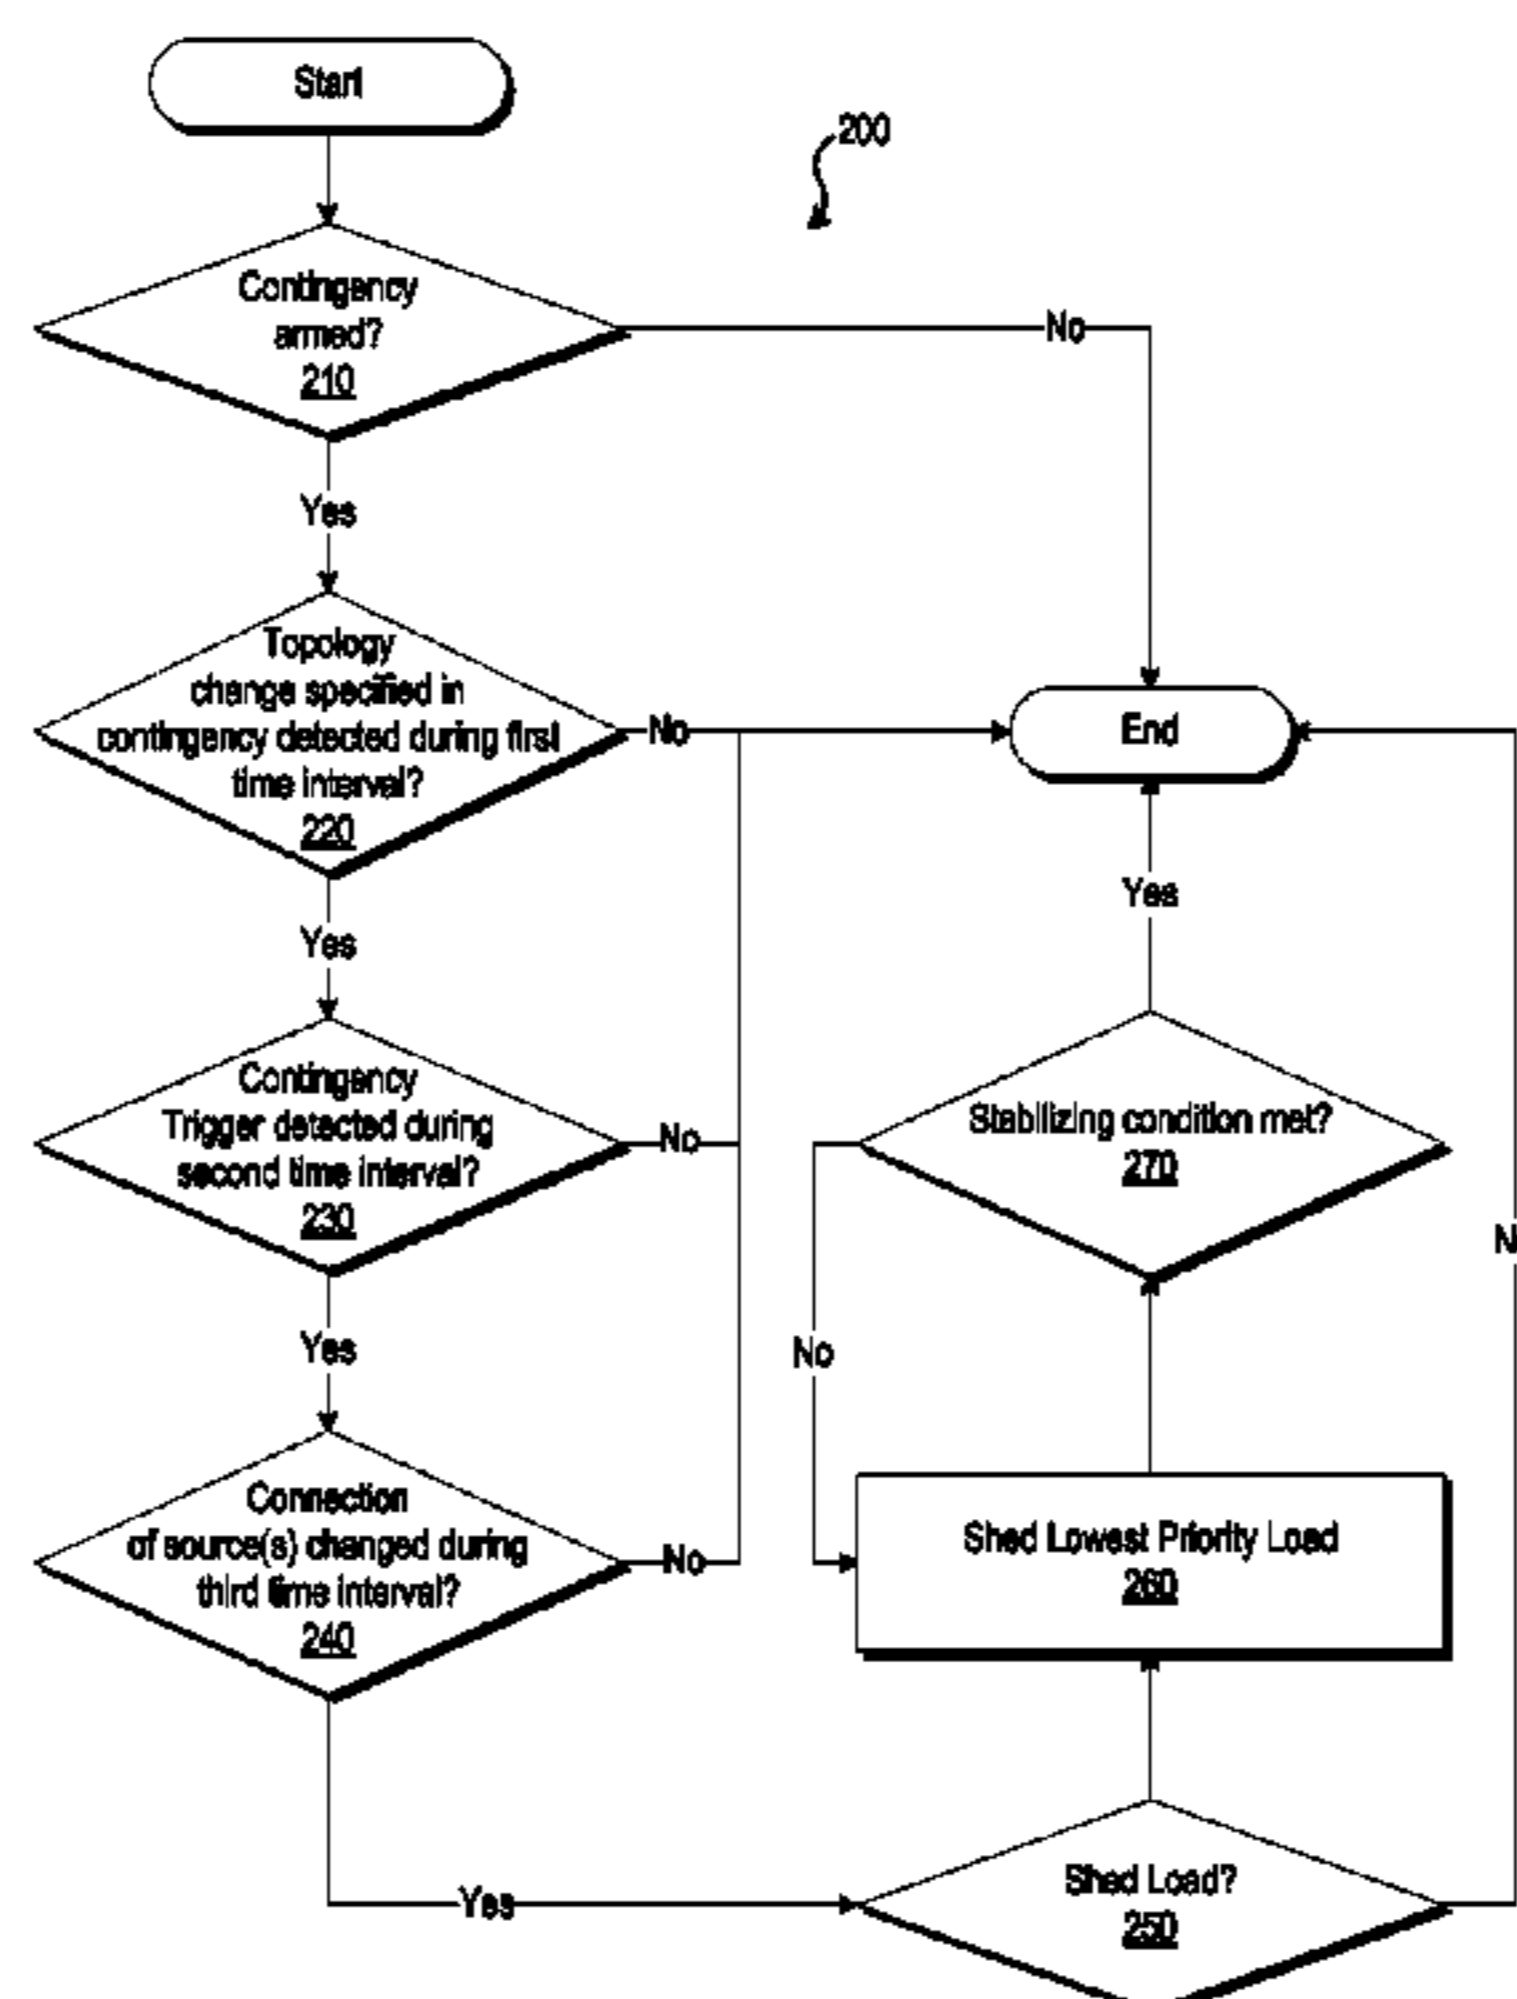 Start
200
Contingency
armed?
210
No
Yes
Topology
change specified in
contingency detected during first
time interval?
220
No
End
Yes
Yes
Contingency
Trigger detected during
second time interval?
230
No
Stabilizing condition met?
270
N
Yes
No
Connection
of source(s) changed during
third time interval?
240
No
Shed Lowest Priority Load
260
Yes
Shed Load?
250